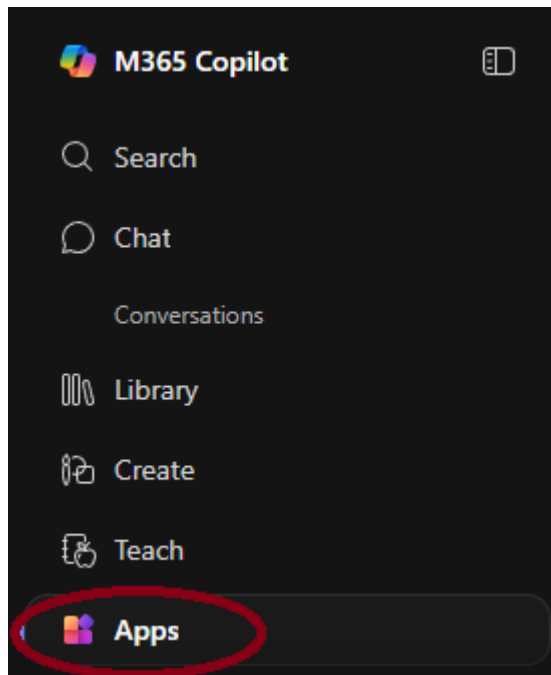 M365 Copilot
Search
Chat
Conversations
Library
Create
Teach
Apps